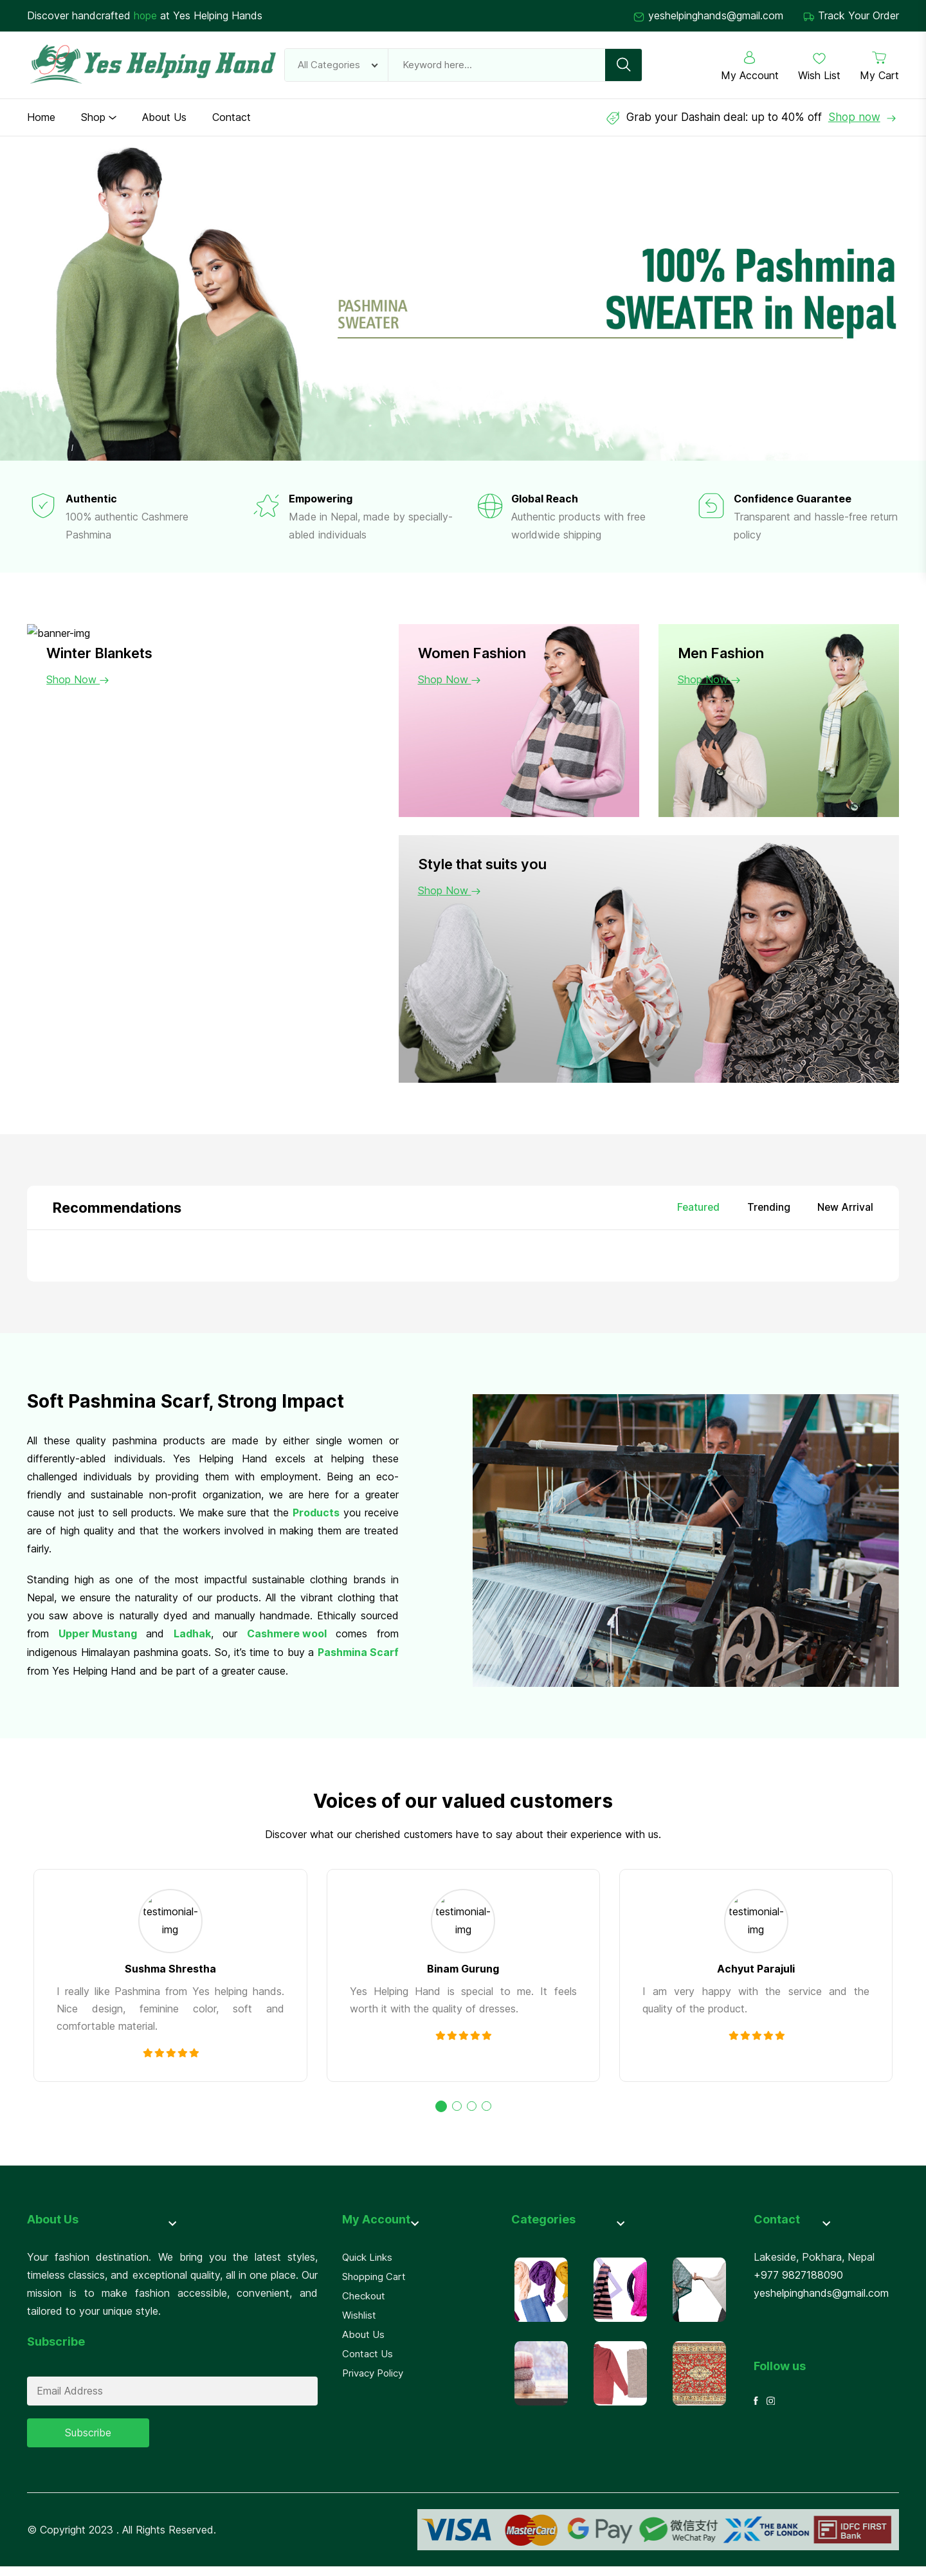 Discover handcrafted hope at Yes Helping Hands
yeshelpinghands@gmail.com
Track Your Order
Yes Helping Hand
All Categories
Keyword here...
My Account
Wish List
My Cart
Home
Shop
About Us
Contact
Grab your Dashain deal: up to 40% off Shop now
PASHMINA
SWEATER
100% Pashmina
SWEATER in Nepal
Authentic
100% authentic Cashmere
Pashmina
Empowering
Made in Nepal, made by specially-
abled individuals
Global Reach
Authentic products with free
worldwide shipping
Confidence Guarantee
Transparent and hassle-free return
policy
banner-img
Winter Blankets
Shop Now
Women Fashion
Shop Now
Men Fashion
Shop Now
Style that suits you
Shop Now
Recommendations
Featured
Trending
New Arrival
Soft Pashmina Scarf, Strong Impact
All these quality pashmina products are made by either single women or
differently-abled individuals. Yes Helping Hand excels at helping these
challenged individuals by providing them with employment. Being an eco-
friendly and sustainable non-profit organization, we are here for a greater
cause not just to sell products. We make sure that the Products you receive
are of high quality and that the workers involved in making them are treated
fairly.
Standing high as one of the most impactful sustainable clothing brands in
Nepal, we ensure the naturality of our products. All the vibrant clothing that
you saw above is naturally dyed and manually handmade. Ethically sourced
from Upper Mustang and Ladhak, our Cashmere wool comes from
indigenous Himalayan pashmina goats. So, it's time to buy a Pashmina Scarf
from Yes Helping Hand and be part of a greater cause.
Voices of our valued customers
Discover what our cherished customers have to say about their experience with us.
testimonial-
img
Sushma Shrestha
I really like Pashmina from Yes helping hands.
Nice design, feminine color, soft and
comfortable material.
testimonial-
img
Binam Gurung
Yes Helping Hand is special to me. It feels
worth it with the quality of dresses.
testimonial-
img
Achyut Parajuli
I am very happy with the service and the
quality of the product.
About Us
Your fashion destination. We bring you the latest styles,
timeless classics, and exceptional quality, all in one place. Our
mission is to make fashion accessible, convenient, and
tailored to your unique style.
Subscribe
Email Address
Subscribe
My Account
Quick Links
Shopping Cart
Checkout
Wishlist
About Us
Contact Us
Privacy Policy
Categories
Contact
Lakeside, Pokhara, Nepal
+977 9827188090
yeshelpinghands@gmail.com
Follow us
© Copyright 2023 . All Rights Reserved.
VISA
MasterCard
G Pay
微信支付
WeChat Pay
THE BANK
OF LONDON
IDFC FIRST
Bank